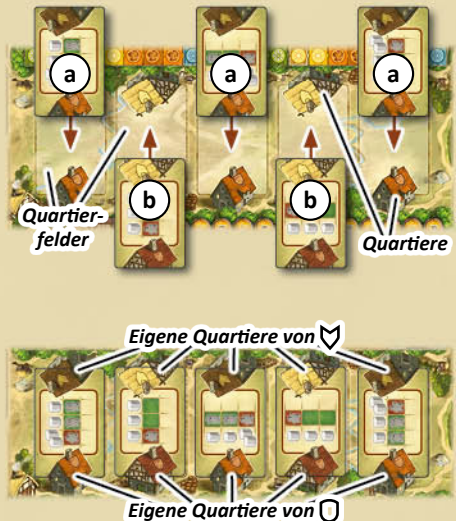 a
a
a
b
b
Quartier-
felder
Quartiere
Eigene Quartiere von
Eigene Quartiere von